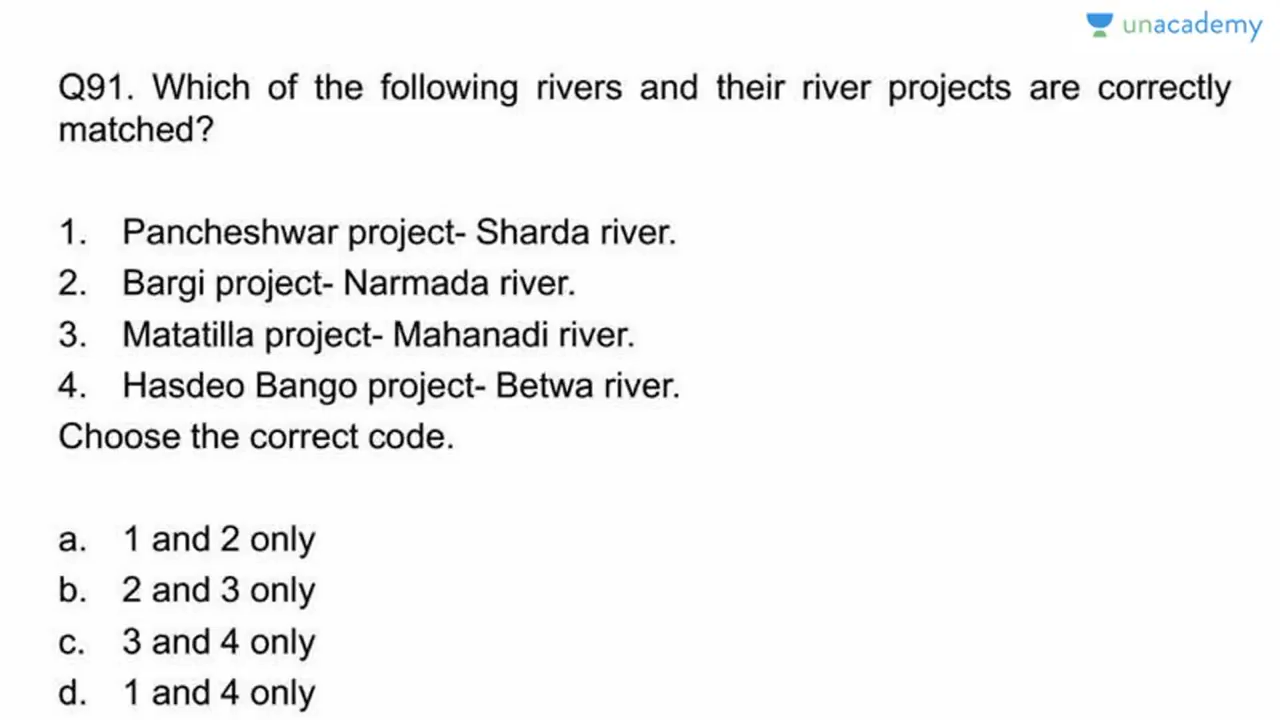 unacademy
Q91. Which of the following rivers and their river projects are correctly
matched?
1. Pancheshwar project- Sharda river.
2. Bargi project- Narmada river.
3. Matatilla project- Mahanadi river.
4. Hasdeo Bango project- Betwa river.
Choose the correct code.
a. 1 and 2 only
b. 2 and 3 only
c. 3 and 4 only
d. 1 and 4 only